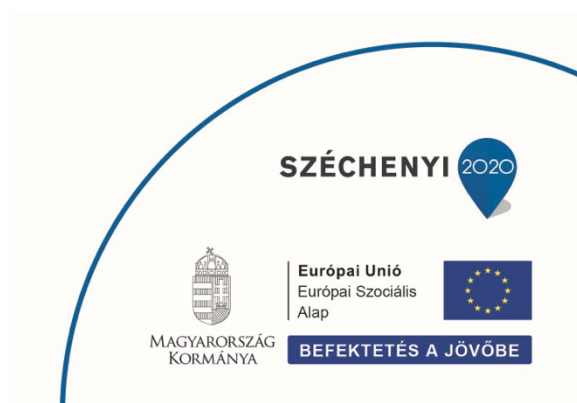 SZÉCHENYI 2020
Európai Unió
Európai Szociális
Alap
MAGYARORSZÁG
KORMÁNYA
BEFEKTETÉS A JÖVŐBE